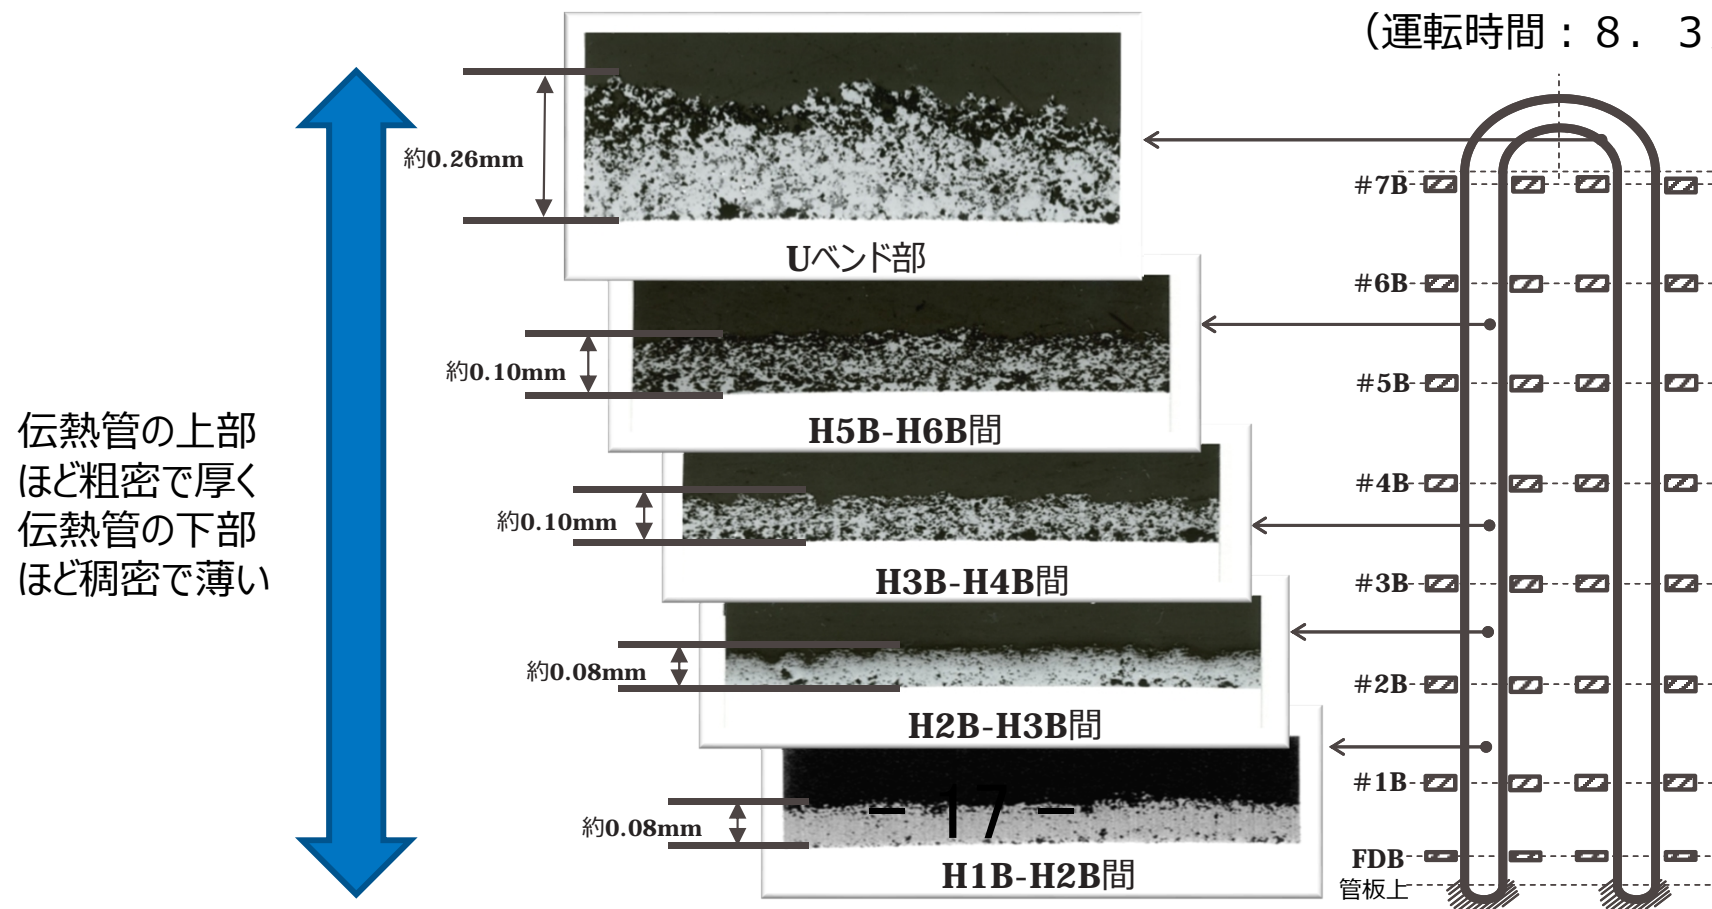 （運転時間：８．３
約0.26mm
Uベンド部
#7B
#6B
約0.10mm
H5B-H6B間
#5B
伝熱管の上部
ほど粗密で厚く
伝熱管の下部
ほど稠密で薄い
#4B
約0.10mm
H3B-H4B間
#3B
約0.08mm
H2B-H3B間
#2B
#1B
- 17 -
約0.08mm
H1B-H2B間
FDB
管板上